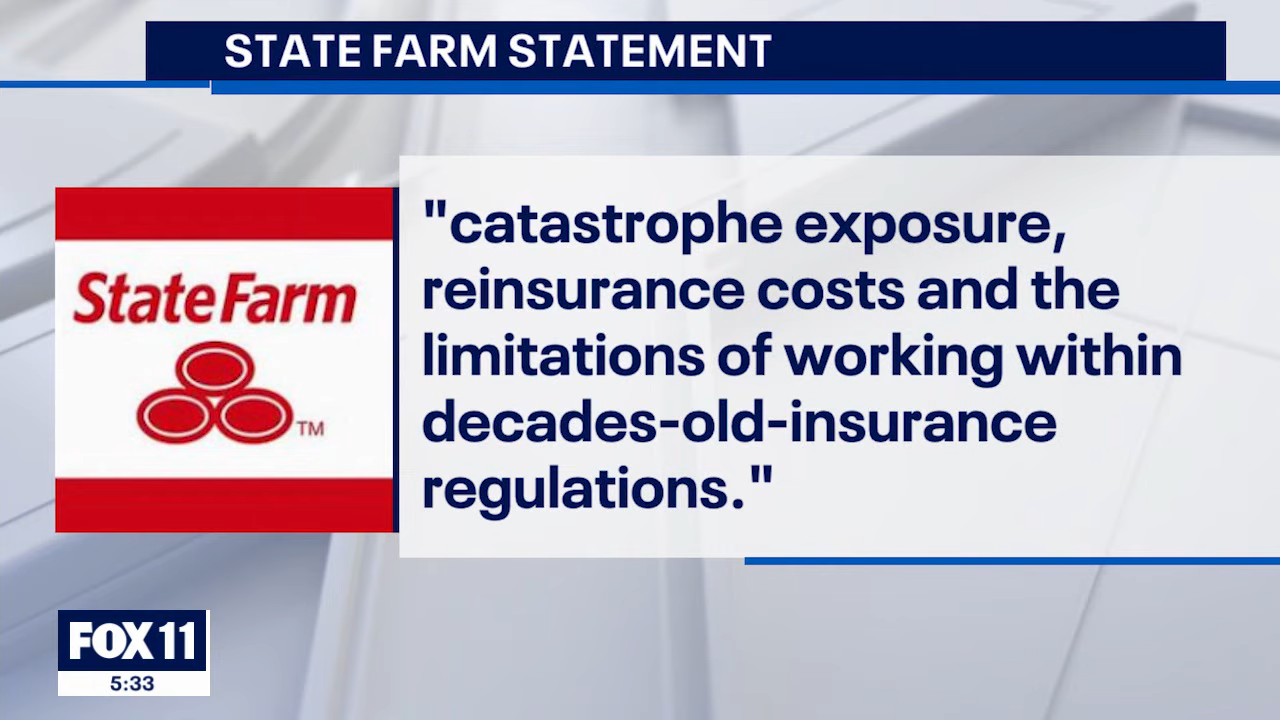 STATE FARM STATEMENT
State Farm
TM
"catastrophe exposure,
reinsurance costs and the
limitations of working within
decades-old-insurance
regulations."
FOX 11
5:33